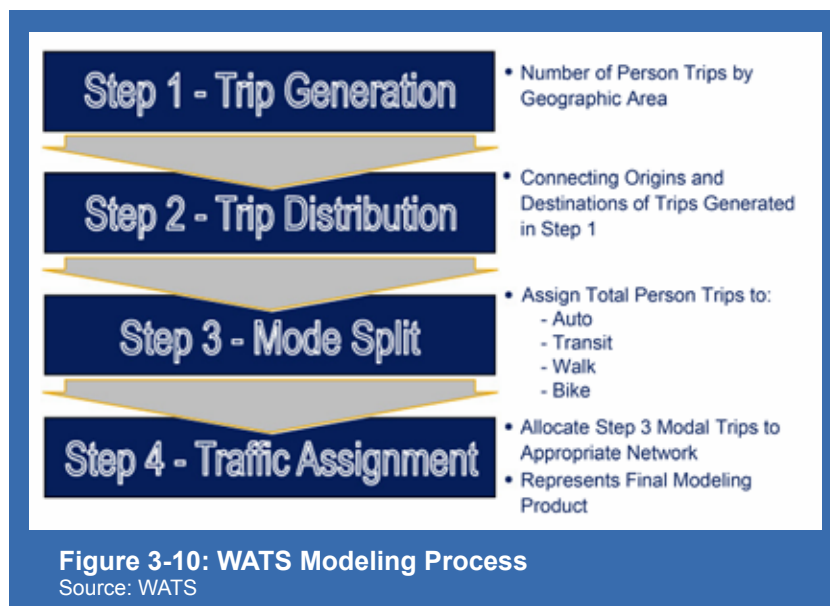 Step 1 - Trip Generation
• Number of Person Trips by
Geographic Area
Step 2 - Trip Distribution
• Connecting Origins and
Destinations of Trips Generated
in Step 1
Step 3 - Mode Split
• Assign Total Person Trips to:
- Auto
- Transit
- Walk
- Bike
Step 4 - Traffic Assignment
• Allocate Step 3 Modal Trips to
Appropriate Network
• Represents Final Modeling
Product
Figure 3-10: WATS Modeling Process
Source: WATS